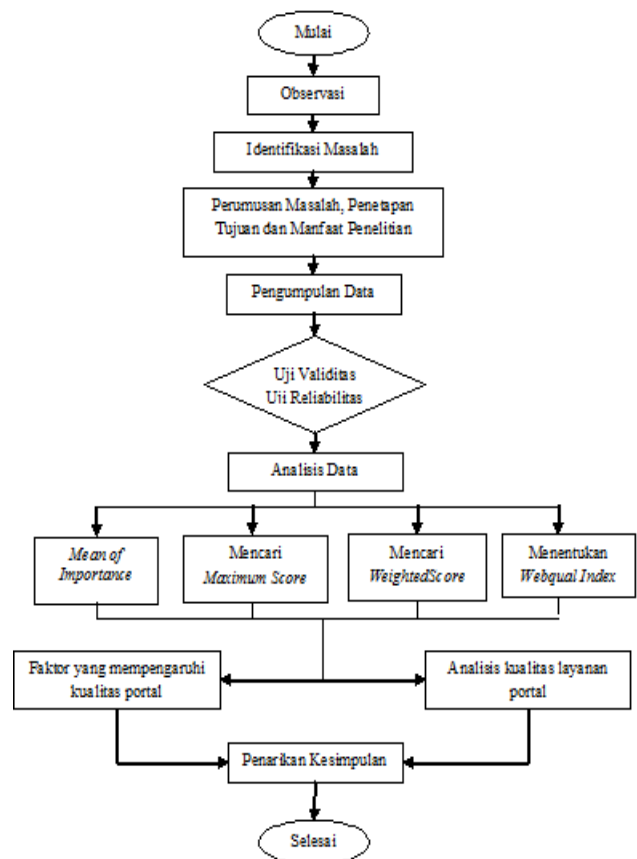 Mulai
Observasi
Identifikasi Masalah
Perumusan Masalah, Penetapan
Tujuan dan Manfaat Penelitian
Pengumpulan Data
Uji Validitas
Uji Reliabilitas
Analisis Data
Mean of
Importance
Mencari
Maximum Score
Mencari
WeightedScore
Menentukan
Webqual Index
Faktor yang mempengaruhi
kualitas portal
Analisis kualitas layanan
portal
Penarikan Kesimpulan
Selesai